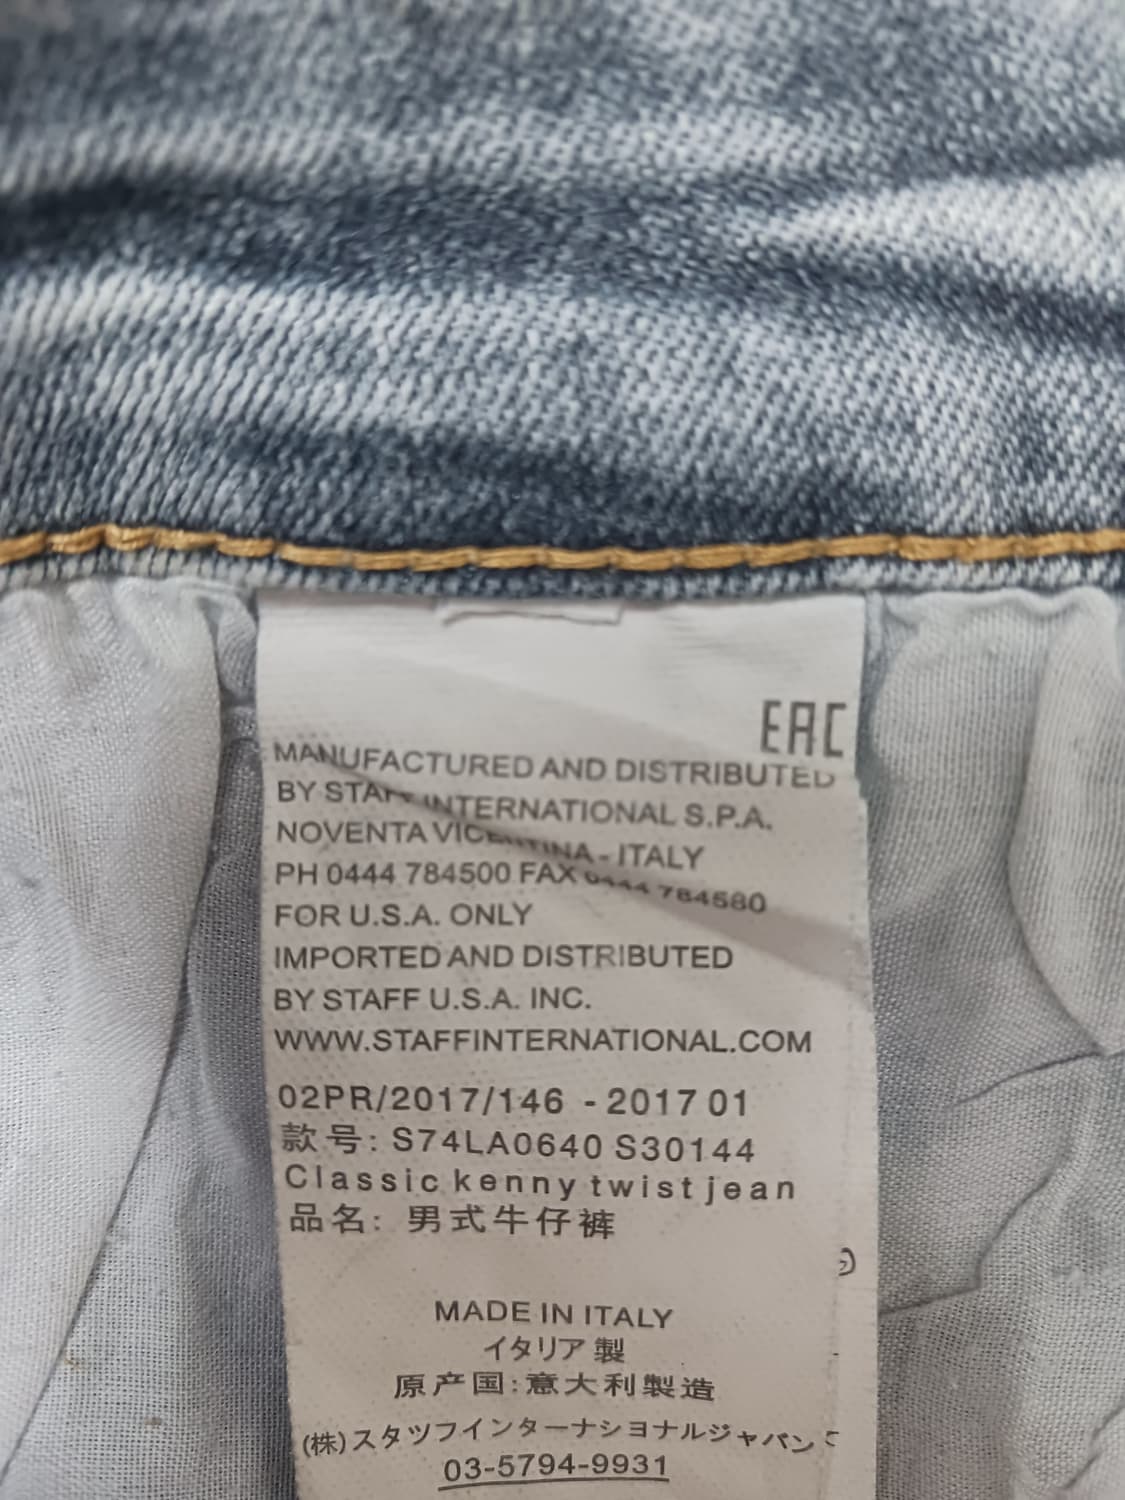 EAC
MANUFACTURED AND DISTRIBUTED
BY STAFF INTERNATIONAL S.P.A.
NOVENTA VICENTINA - ITALY
PH 0444 784500 FAX 0444 784580
FOR U.S.A. ONLY
IMPORTED AND DISTRIBUTED
BY STAFF U.S.A. INC.
WWW.STAFFINTERNATIONAL.COM
02PR/2017/146 - 2017 01
款号: S74LA0640 S30144
Classic kenny twist jean
品名: 男式牛仔裤
MADE IN ITALY
イタリア製
原产国:意大利製造
(株)スタッフインターナショナルジャパン
03-5794-9931